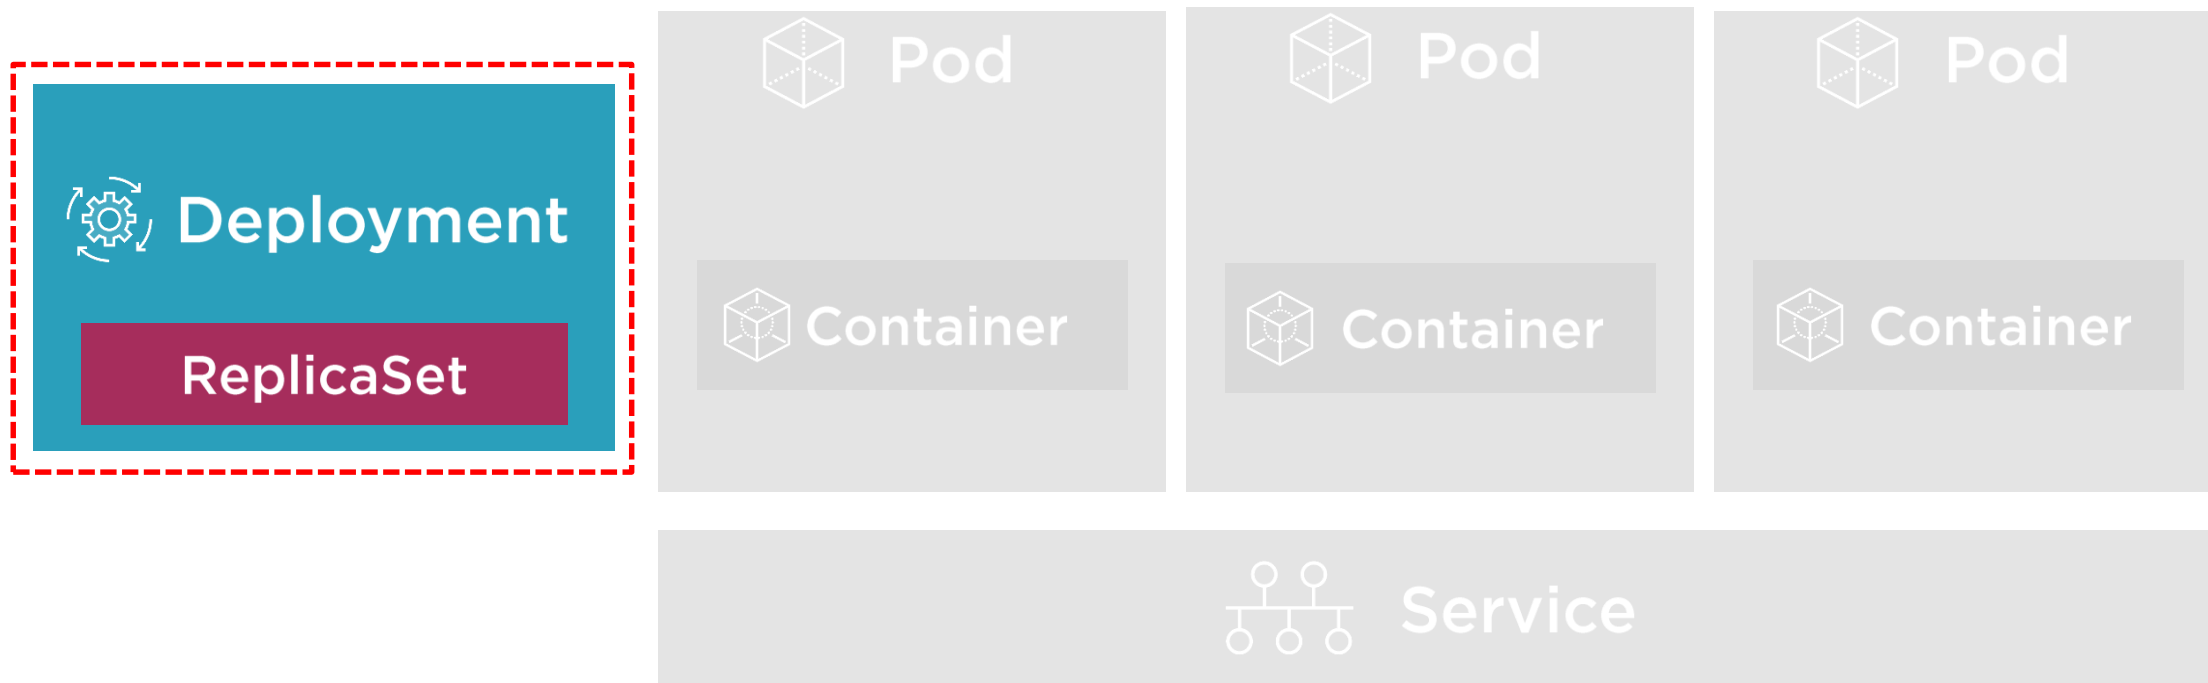 Deployment
ReplicaSet
Pod
Container
Pod
Container
Pod
Container
Service